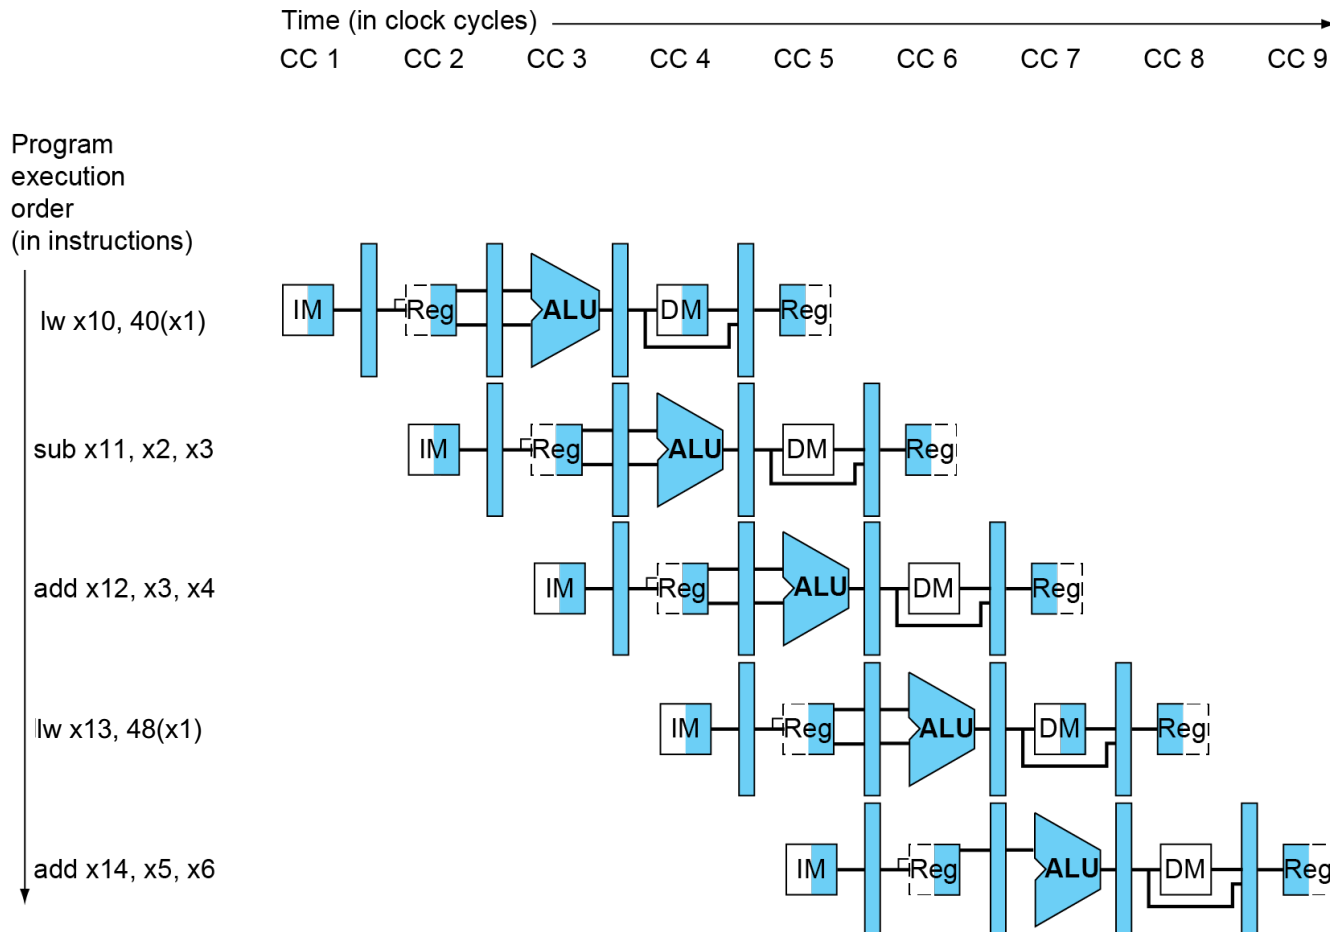 Time (in clock cycles)
CC 1 CC 2 CC 3 CC 4 CC 5 CC 6 CC 7 CC 8 CC 9
Program
execution
order
(in instructions)
lw x10, 40(x1) IM Reg ALU DM Reg
sub x11, x2, x3 IM Reg ALU DM Reg
add x12, x3, x4 IM Reg ALU DM Reg
lw x13, 48(x1) IM Reg ALU DM Reg
add x14, x5, x6 IM Reg ALU DM Reg